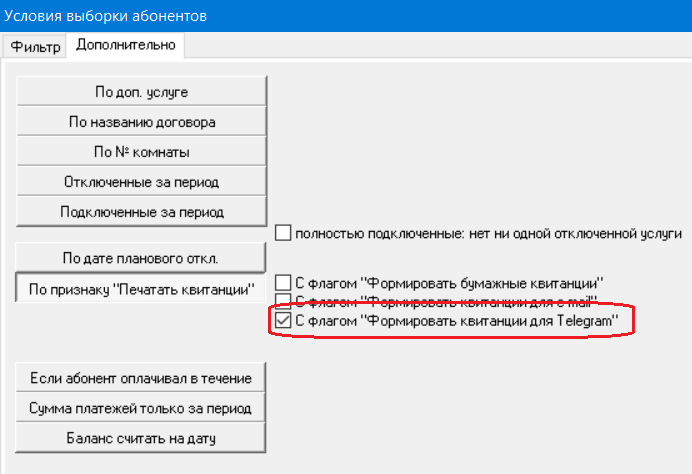 Условия выборки абонентов
Фильтр
Дополнительно
По доп. услуге
По названию договора
По № комнаты
Отключенные за период
Подключенные за период
полностью подключенные: нет ни одной отключенной услуги
По дате планового откл.
С флагом "Формировать бумажные квитанции"
По признаку "Печатать квитанции"
С флагом "Формировать квитанции для e-mail"
С флагом "Формировать квитанции для Telegram"
Если абонент оплачивал в течение
Сумма платежей только за период
Баланс считать на дату